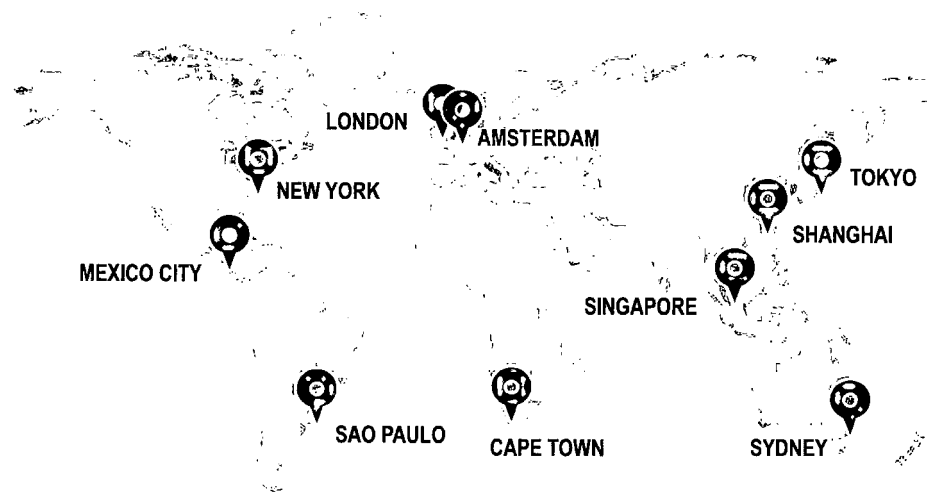 LONDON
AMSTERDAM
NEW YORK
TOKYO
SHANGHAI
MEXICO CITY
SINGAPORE
SAO PAULO
CAPE TOWN
SYDNEY